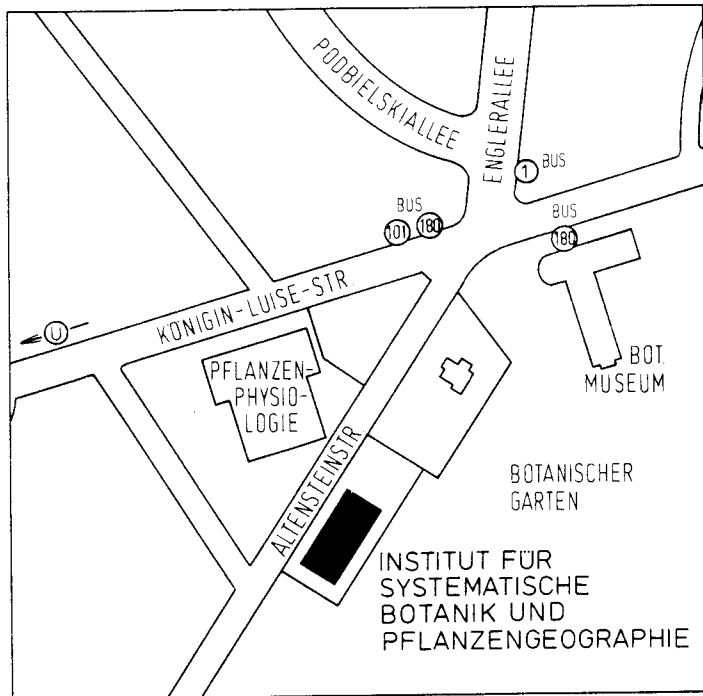 PODBIELSKIALLEE
ENGLERALLEE
1 BUS
BUS
101 180
BUS
180
U
KÖNIGIN-LUISE-STR.
PFLANZEN-
PHYSIO-
LOGIE
BOT.
MUSEUM
ALTENSTEINSTR
BOTANISCHER
GARTEN
INSTITUT FÜR
SYSTEMATISCHE
BOTANIK UND
PFLANZENGEOGRAPHIE